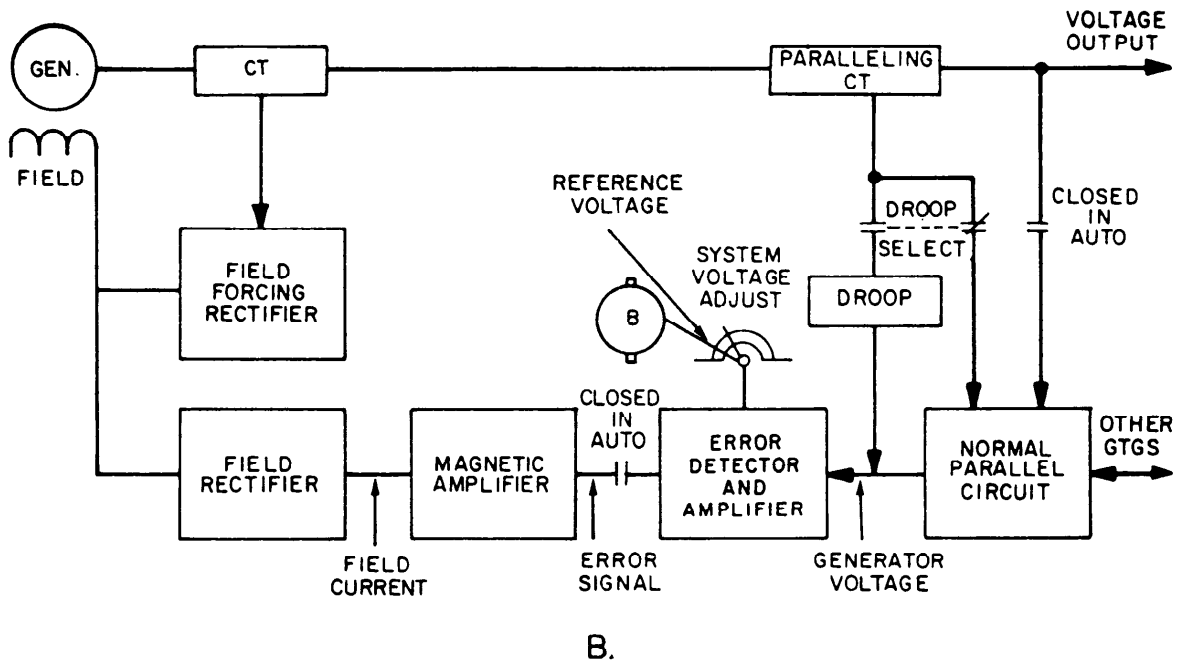 VOLTAGE
OUTPUT
GEN.
CT
PARALLELING
CT
FIELD
REFERENCE
VOLTAGE
DROOP
SELECT
CLOSED
IN
AUTO
SYSTEM
VOLTAGE
ADJUST
FIELD
FORCING
RECTIFIER
8
DROOP
CLOSED
IN
AUTO
FIELD
RECTIFIER
MAGNETIC
AMPLIFIER
ERROR
DETECTOR
AND
AMPLIFIER
NORMAL
PARALLEL
CIRCUIT
OTHER
GTGS
FIELD
CURRENT
ERROR
SIGNAL
GENERATOR
VOLTAGE
B.